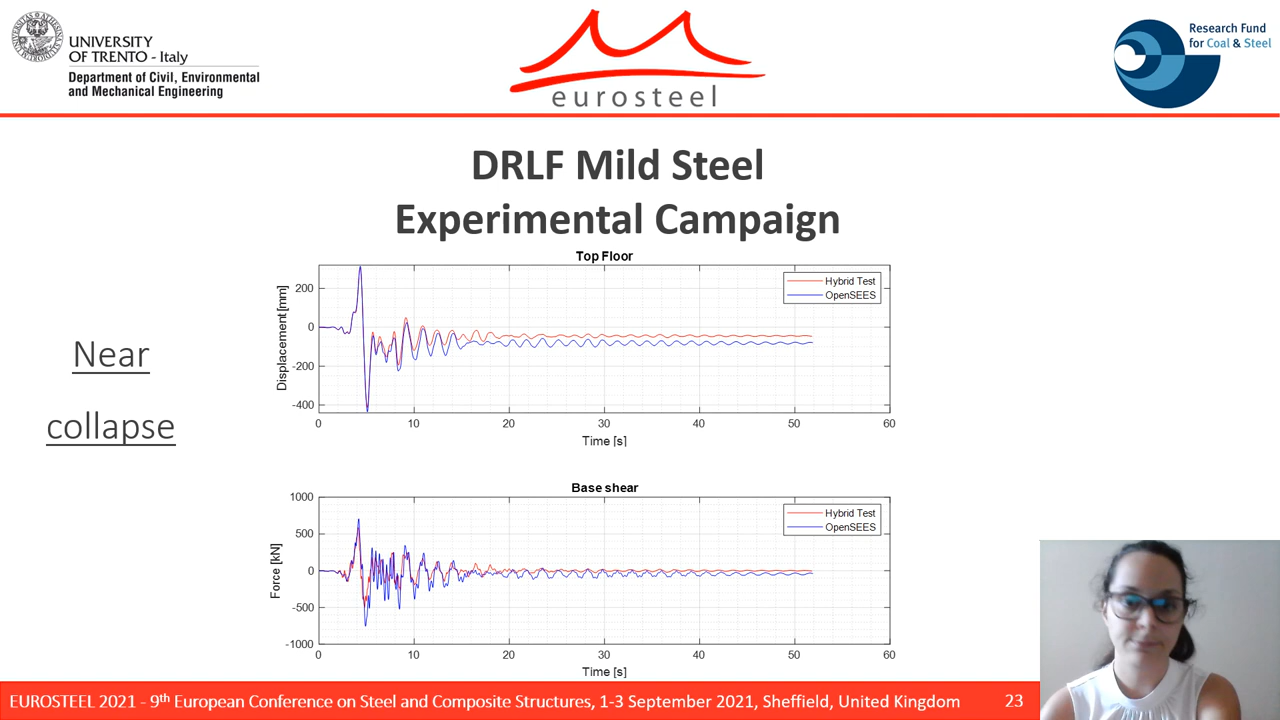 UNIVERSITY
OF TRENTO - Italy
Department of Civil, Environmental
and Mechanical Engineering
eurosteel
Research Fund
for Coal & Steel
DRLF Mild Steel
Experimental Campaign
Near
collapse
Top Floor
Displacement [mm]
200
0
-200
-400
Hybrid Test
OpenSEES
0 10 20 30 40 50 60
Time [s]
Base shear
Force [kN]
1000
500
0
-500
-1000
Hybrid Test
OpenSEES
0 10 20 30 40 50 60
Time [s]
EUROSTEEL 2021 - 9th European Conference on Steel and Composite Structures, 1-3 September 2021, Sheffield, United Kingdom 23